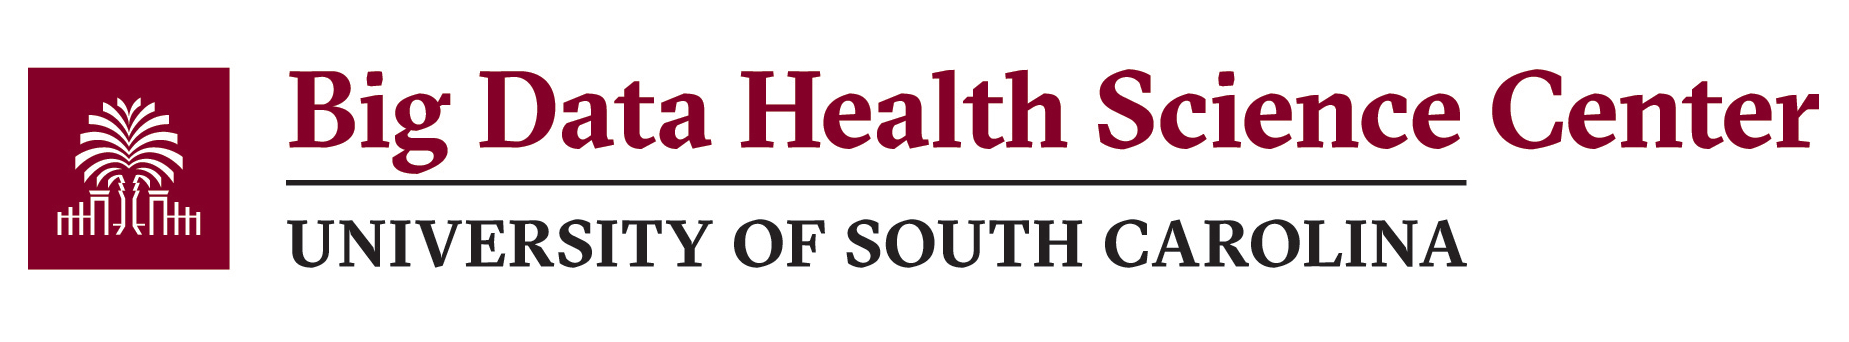 Big Data Health Science Center
UNIVERSITY OF SOUTH CAROLINA